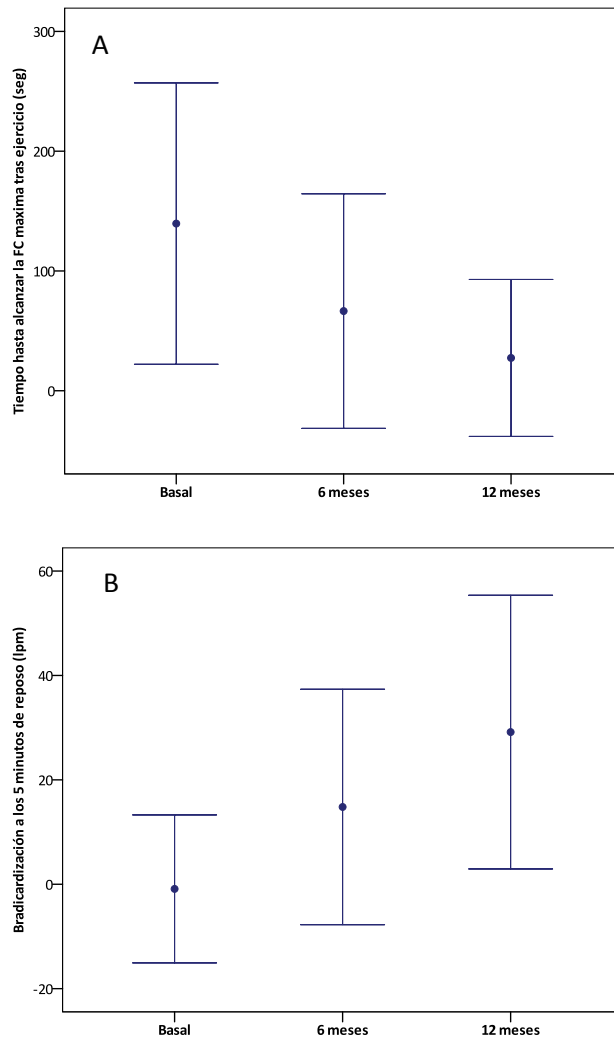 A
Tiempo hasta alcanzar la FC maxima tras ejercicio (seg)
300
200
100
0
Basal
6 meses
12 meses
B
Bradicardización a los 5 minutos de reposo (lpm)
60
40
20
0
-20
Basal
6 meses
12 meses